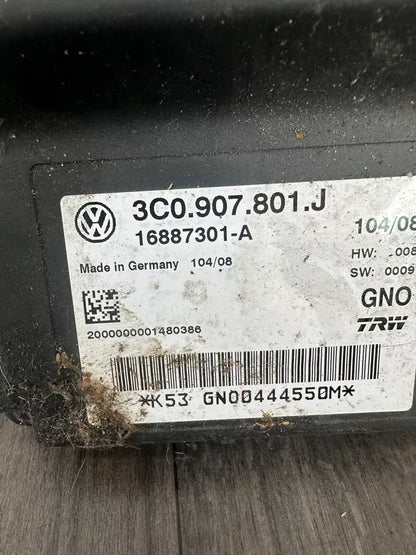 3C0.907.801.J
16887301-A
104/08
Made in Germany 104/08
HW: 008
SW: 0009
GNO
2000000001480386
TRW
*K53 GN00444550M*